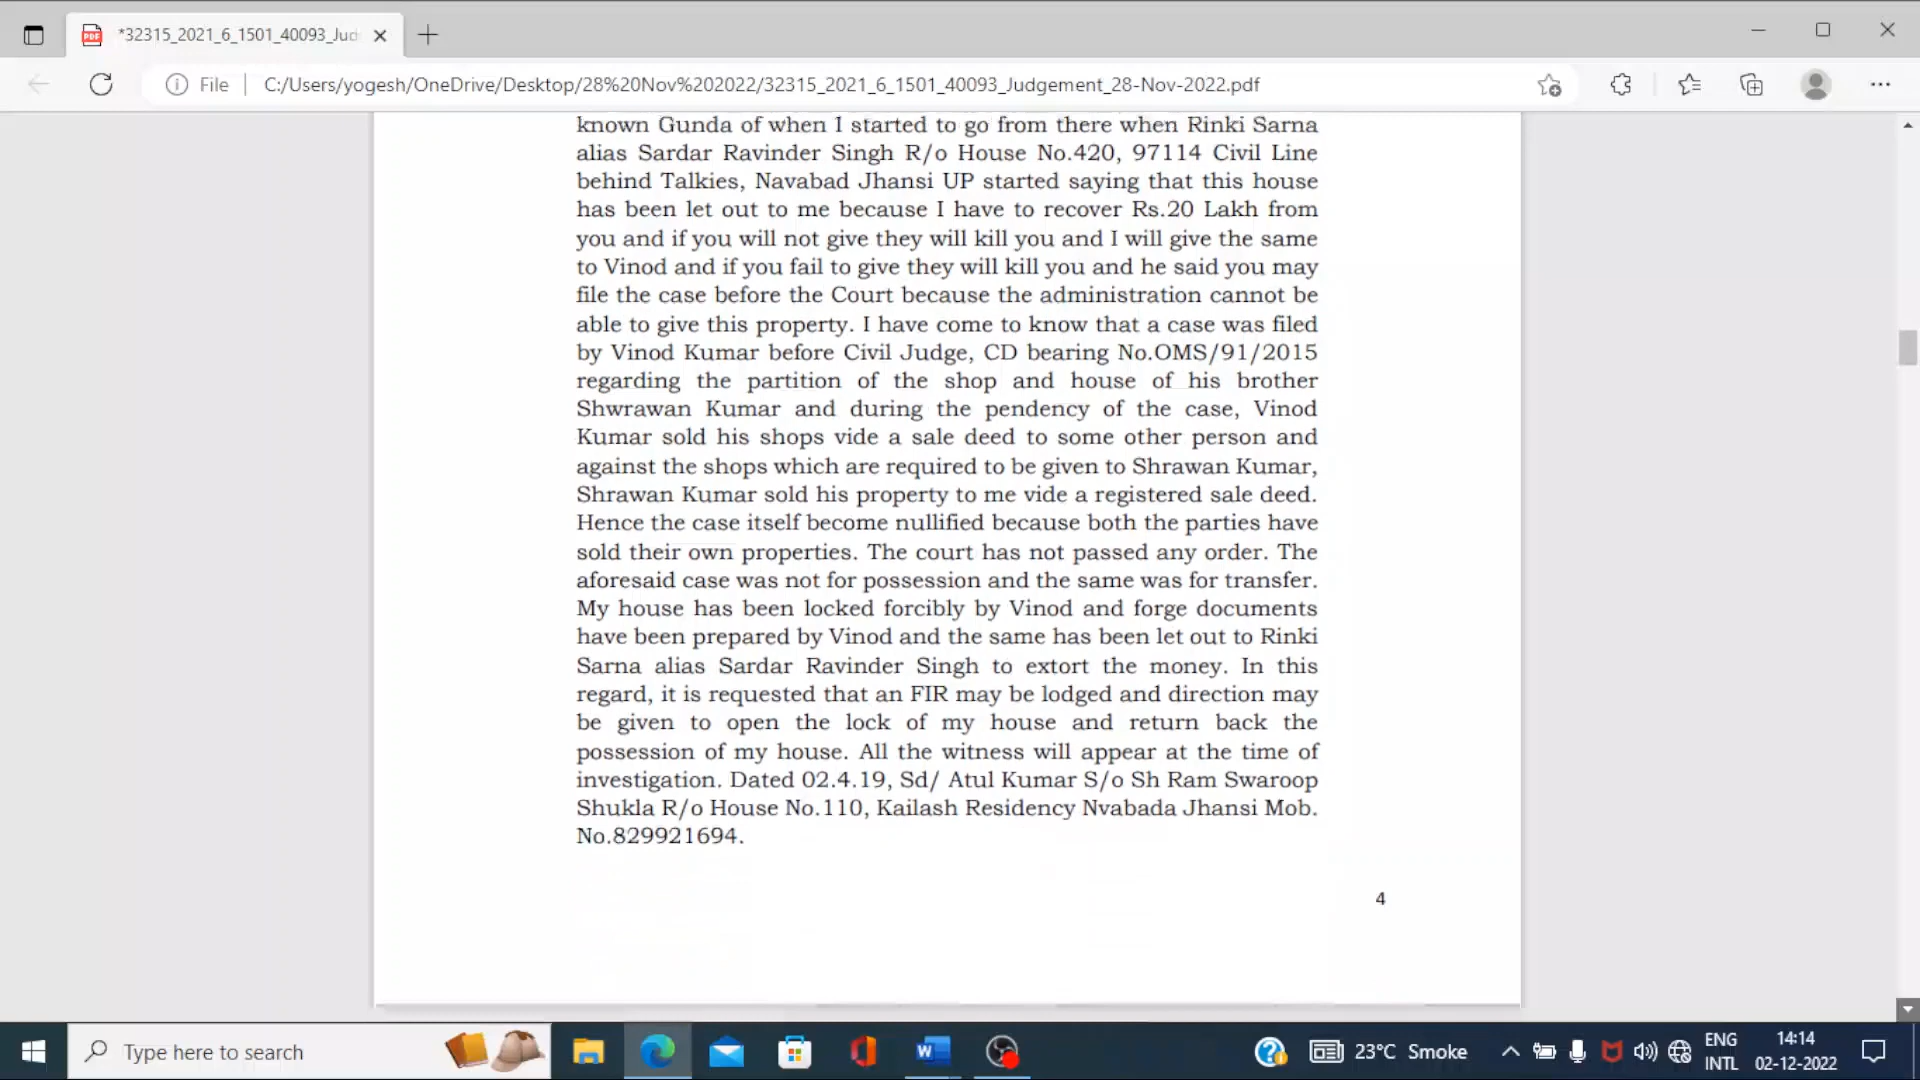 *32315_2021_6_1501_40093_Jud
File
C:/Users/yogesh/OneDrive/Desktop/28%20Nov%202022/32315_2021_6_1501_40093_Judgement_28-Nov-2022.pdf
known Gunda of when I started to go from there when Rinki Sarna
alias Sardar Ravinder Singh R/o House No.420, 97114 Civil Line
behind Talkies, Navabad Jhansi UP started saying that this house
has been let out to me because I have to recover Rs.20 Lakh from
you and if you will not give they will kill you and I will give the same
to Vinod and if you fail to give they will kill you and he said you may
file the case before the Court because the administration cannot be
able to give this property. I have come to know that a case was filed
by Vinod Kumar before Civil Judge, CD bearing No.OMS/91/2015
regarding the partition of the shop and house of his brother
Shwrawan Kumar and during the pendency of the case, Vinod
Kumar sold his shops vide a sale deed to some other person and
against the shops which are required to be given to Shrawan Kumar,
Shrawan Kumar sold his property to me vide a registered sale deed.
Hence the case itself become nullified because both the parties have
sold their own properties. The court has not passed any order. The
aforesaid case was not for possession and the same was for transfer.
My house has been locked forcibly by Vinod and forge documents
have been prepared by Vinod and the same has been let out to Rinki
Sarna alias Sardar Ravinder Singh to extort the money. In this
regard, it is requested that an FIR may be lodged and direction may
be given to open the lock of my house and return back the
possession of my house. All the witness will appear at the time of
investigation. Dated 02.4.19, Sd/ Atul Kumar S/o Sh Ram Swaroop
Shukla R/o House No.110, Kailash Residency Nvabada Jhansi Mob.
No.829921694.
4
Type here to search
23°C Smoke
ENG
INTL
14:14
02-12-2022